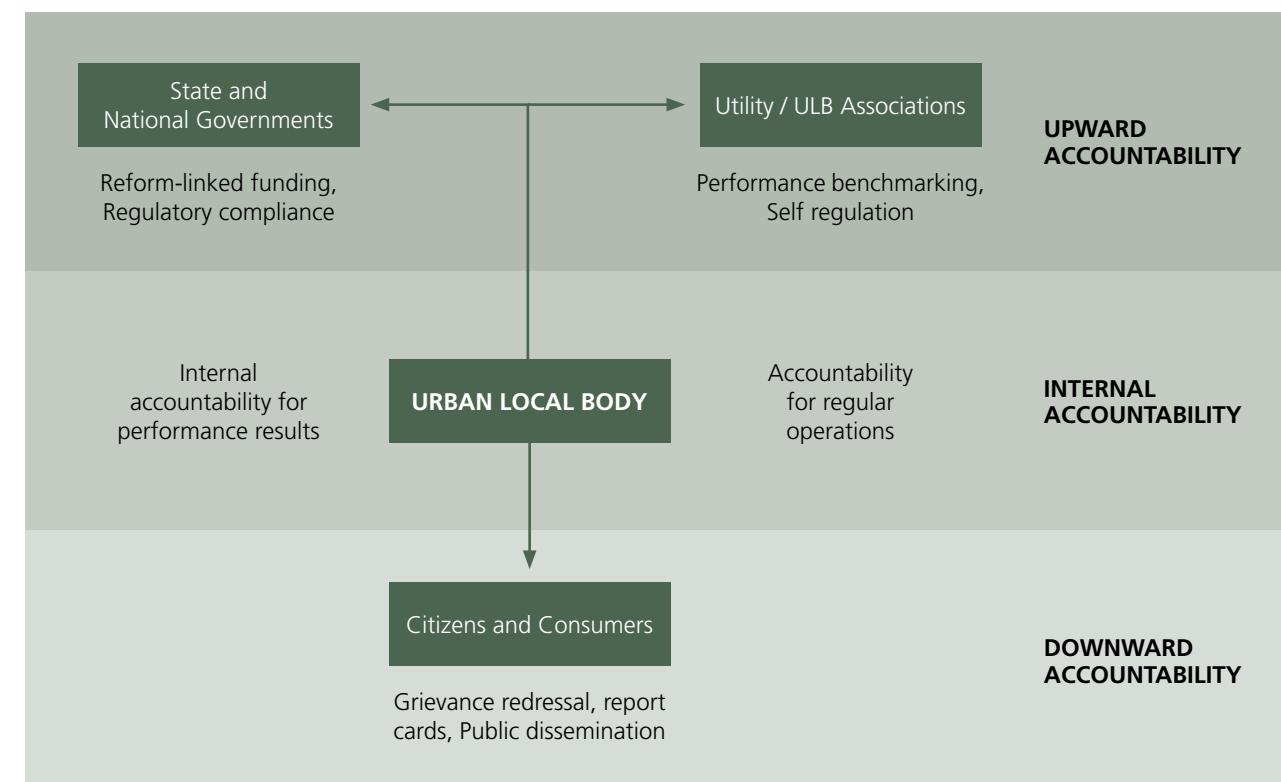 State and
National Governments
Utility / ULB Associations
UPWARD
ACCOUNTABILITY
Reform-linked funding,
Regulatory compliance
Performance benchmarking,
Self regulation
Internal
accountability for
performance results
URBAN LOCAL BODY
Accountability
for regular
operations
INTERNAL
ACCOUNTABILITY
Citizens and Consumers
DOWNWARD
ACCOUNTABILITY
Grievance redressal, report
cards, Public dissemination